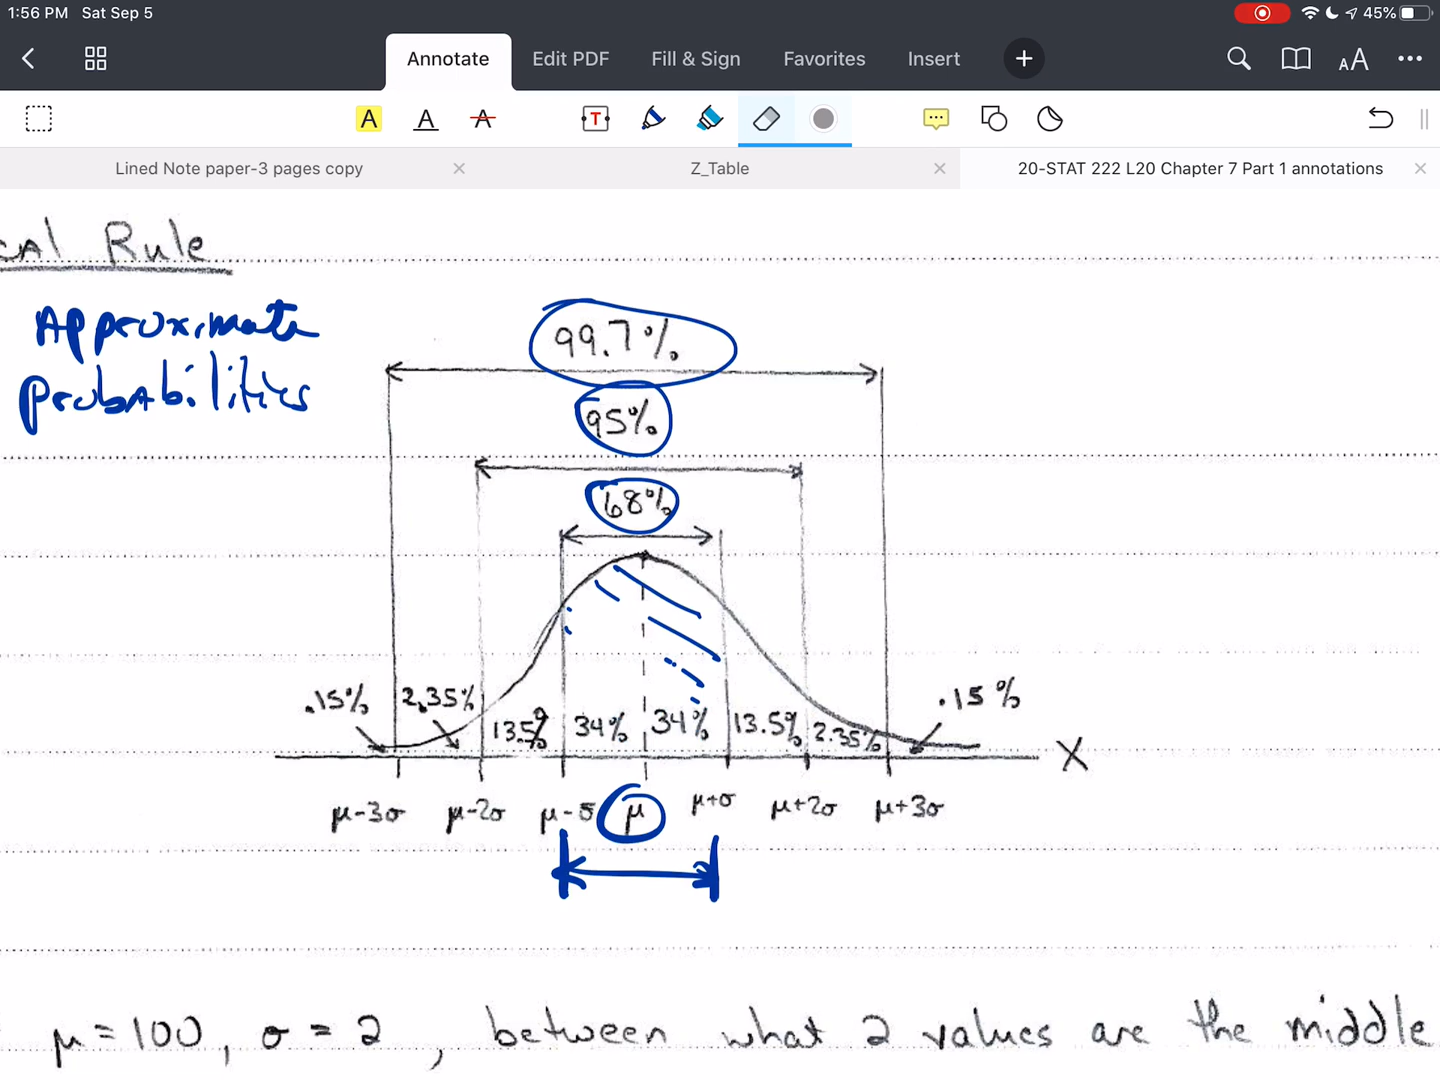 1:56 PM Sat Sep 5
45%
Annotate Edit PDF Fill & Sign Favorites Insert +
AA
A A A T
Lined Note paper-3 pages copy
Z_Table
20-STAT 222 L20 Chapter 7 Part 1 annotations
cal Rule
Approximate
probabilities
99.7%
95%
68%
.15% 2.35% 13.5% 34% 34% 13.5% 2.35% .15%
X
μ-3σ μ-2σ μ-σ μ μ+σ μ+2σ μ+3σ
μ=100, σ = 2, between what 2 values are the middle